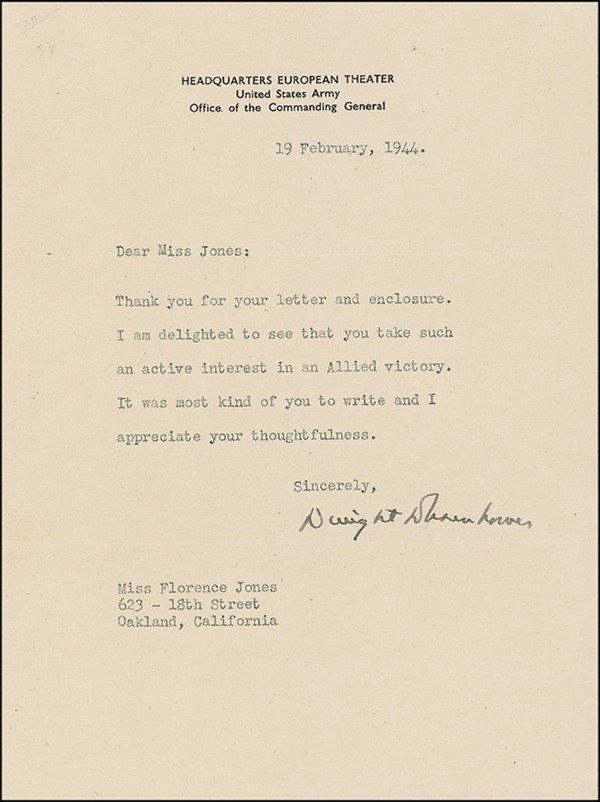 HEADQUARTERS EUROPEAN THEATER
United States Army
Office of the Commanding General
19 February, 1944.
Dear Miss Jones:
Thank you for your letter and enclosure.
I am delighted to see that you take such
an active interest in an Allied victory.
It was most kind of you to write and I
appreciate your thoughtfulness.
Sincerely,
Dwight D Eisenhower
Miss Florence Jones
623 - 18th Street
Oakland, California